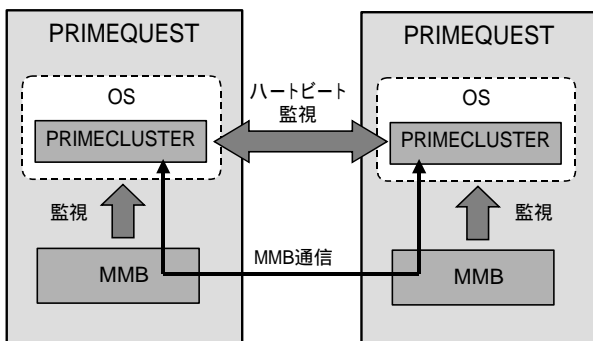 PRIMEQUEST
OS
PRIMECLUSTER
監視
MMB
ハートビート
監視
MMB通信
PRIMEQUEST
OS
PRIMECLUSTER
監視
MMB